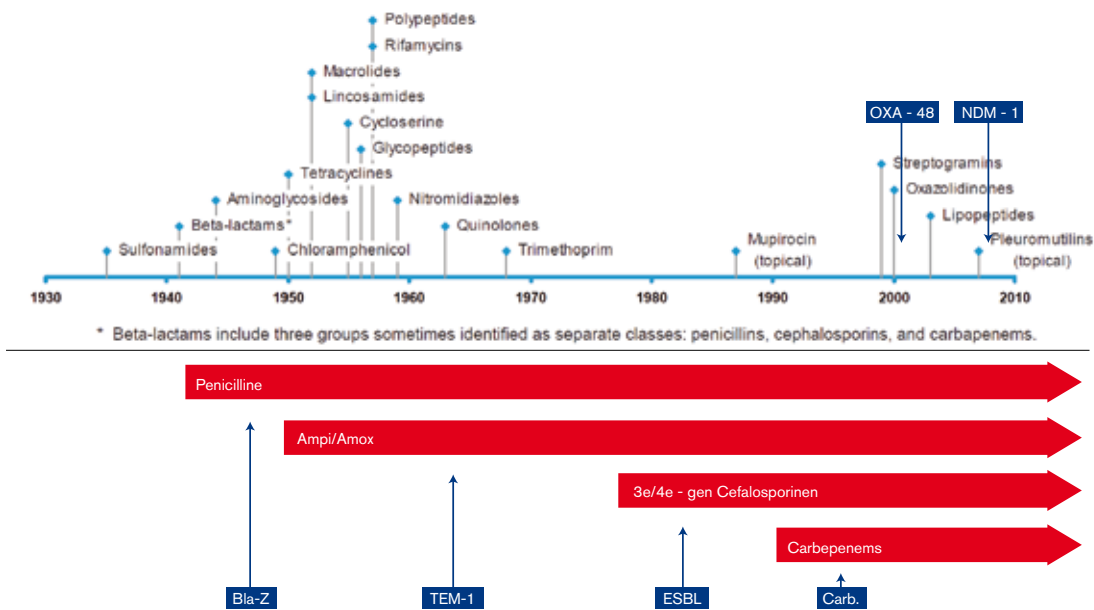 Polypeptides
Rifamycins
Macrolides
Lincosamides
OXA - 48 NDM - 1
Cycloserine
Glycopeptides
Streptogramins
Tetracyclines
Oxazolidinones
Aminoglycosides Nitromidiazoles
Lipopeptides
Beta-lactams* Quinolones
Mupirocin Pleuromutilins
Sulfonamides Chloramphenicol Trimethoprim
(topical) (topical)
1930 1940 1950 1960 1970 1980 1990 2000 2010
* Beta-lactams include three groups sometimes identified as separate classes: penicillins, cephalosporins, and carbapenems.
Penicilline
Ampi/Amox
3e/4e - gen Cefalosporinen
Carbepenems
Bla-Z TEM-1 ESBL Carb.